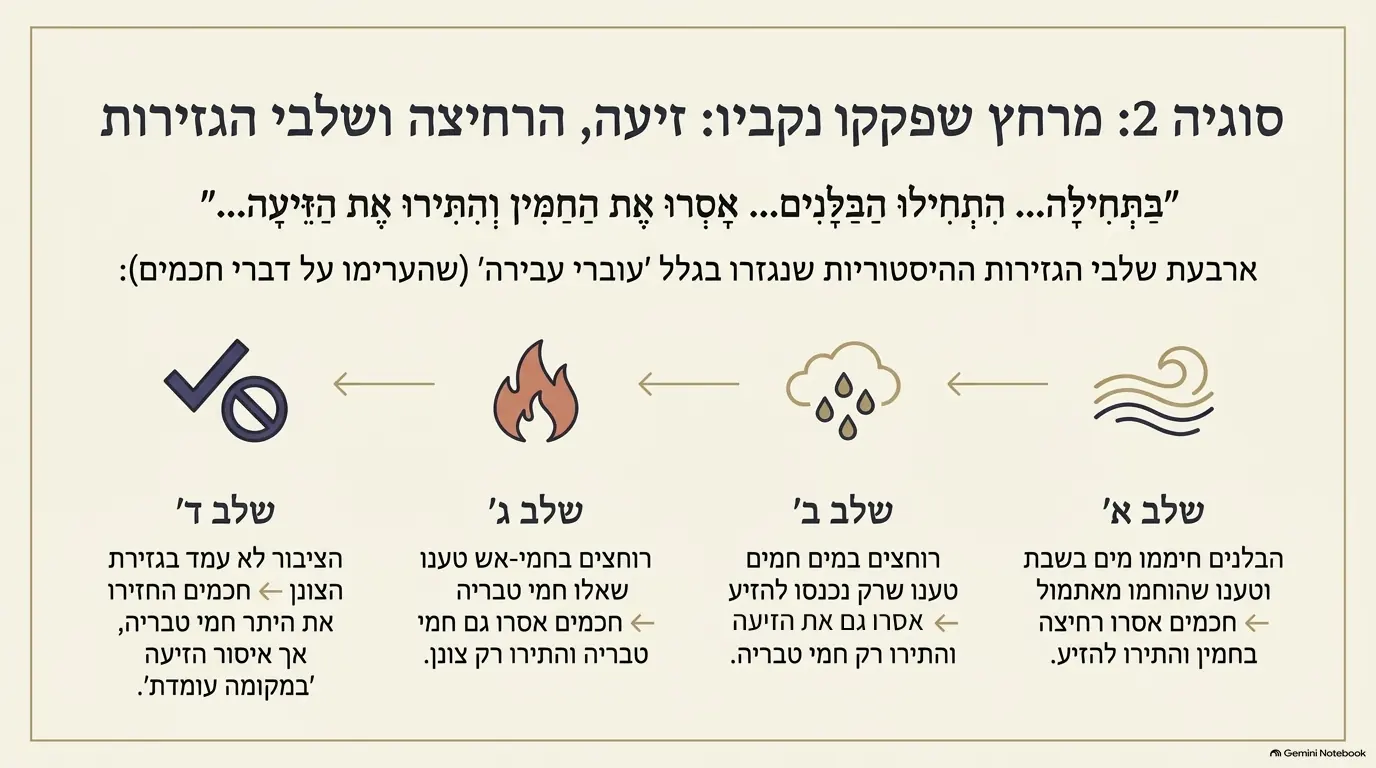 סוגיה 2: מרחץ שפקקו נקביו: זיעה, הרחיצה ושלבי הגזירות
"בַּתְּחִילָּה... הִתְחִילוּ הַבַּלָּנִים... אָסְרוּ אֶת הַחַמִּין וְהִתִּירוּ אֶת הַזֵּיעָה..."
ארבעת שלבי הגזירות ההיסטוריות שנגזרו בגלל 'עוברי עבירה' (שהערימו על דברי חכמים):
שלב א'
הבלנים חיממו מים בשבת
וטענו שהוחמו מאתמול
← חכמים אסרו רחיצה
בחמין והתירו להזיע.
שלב ב'
רוחצים במים חמים
טענו שרק נכנסו להזיע
← אסרו גם את הזיעה
והתירו רק חמי טבריה.
שלב ג'
רוחצים בחמי-אש טענו
שאלו חמי טבריה
← חכמים אסרו גם חמי
טבריה והתירו רק צונן.
שלב ד'
הציבור לא עמד בגזירת
הצונן ← חכמים החזירו
את היתר חמי טבריה,
אך איסור הזיעה
'במקומה עומדת'.
Gemini Notebook